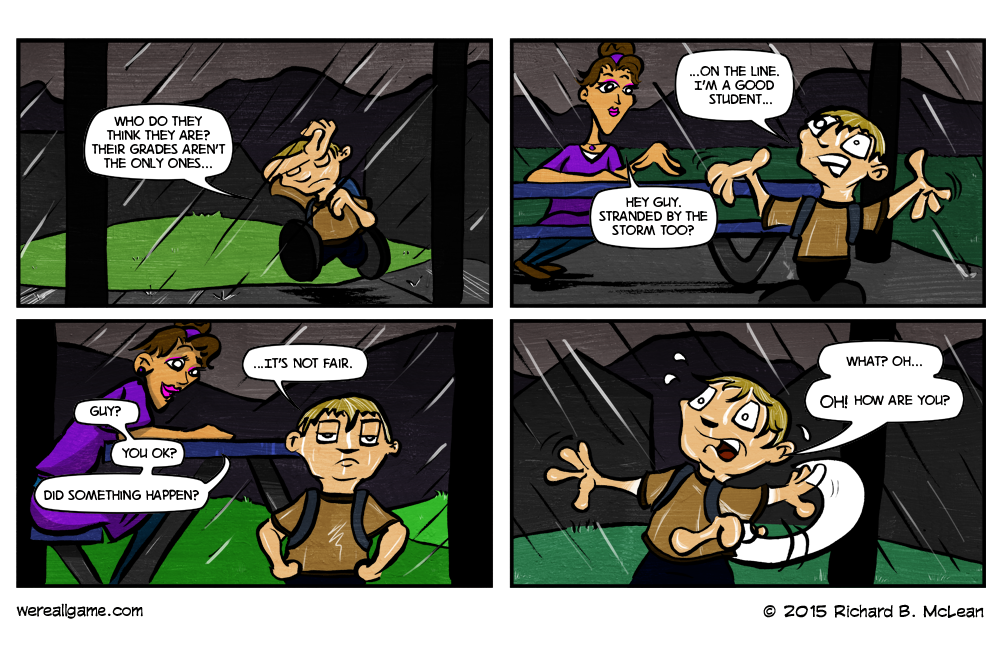 WHO DO THEY
THINK THEY ARE?
THEIR GRADES AREN'T
THE ONLY ONES...
...ON THE LINE.
I'M A GOOD
STUDENT...
HEY GUY.
STRANDED BY THE
STORM TOO?
...IT'S NOT FAIR.
GUY?
YOU OK?
DID SOMETHING HAPPEN?
WHAT? OH...
OH! HOW ARE YOU?
wereallgame.com
© 2015 Richard B. McLean